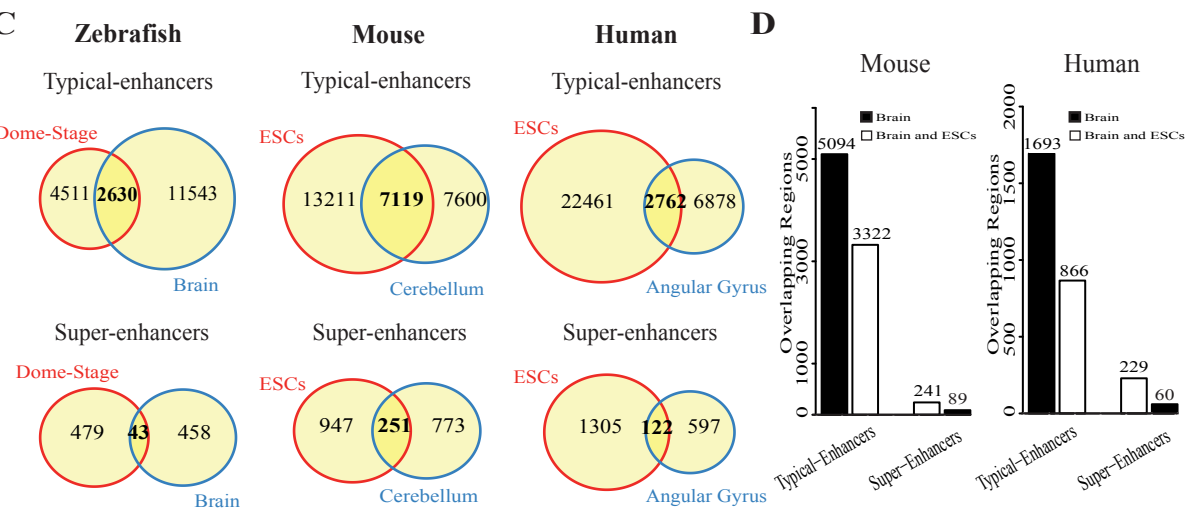 C
Zebrafish
Mouse
Human
Typical-enhancers
Typical-enhancers
Typical-enhancers
Dome-Stage
4511
2630
11543
Brain
ESCs
13211
7119
7600
Cerebellum
ESCs
22461
2762
6878
Angular Gyrus
Super-enhancers
Super-enhancers
Super-enhancers
Dome-Stage
479
43
458
Brain
ESCs
947
251
773
Cerebellum
ESCs
1305
122
597
Angular Gyrus
D
Mouse
Brain
Brain and ESCs
Overlapping Regions
5000
3000
1000
0
5094
3322
241
89
Typical-Enhancers
Super-Enhancers
Human
Brain
Brain and ESCs
Overlapping Regions
2000
1500
1000
500
0
1693
866
229
60
Typical-Enhancers
Super-Enhancers